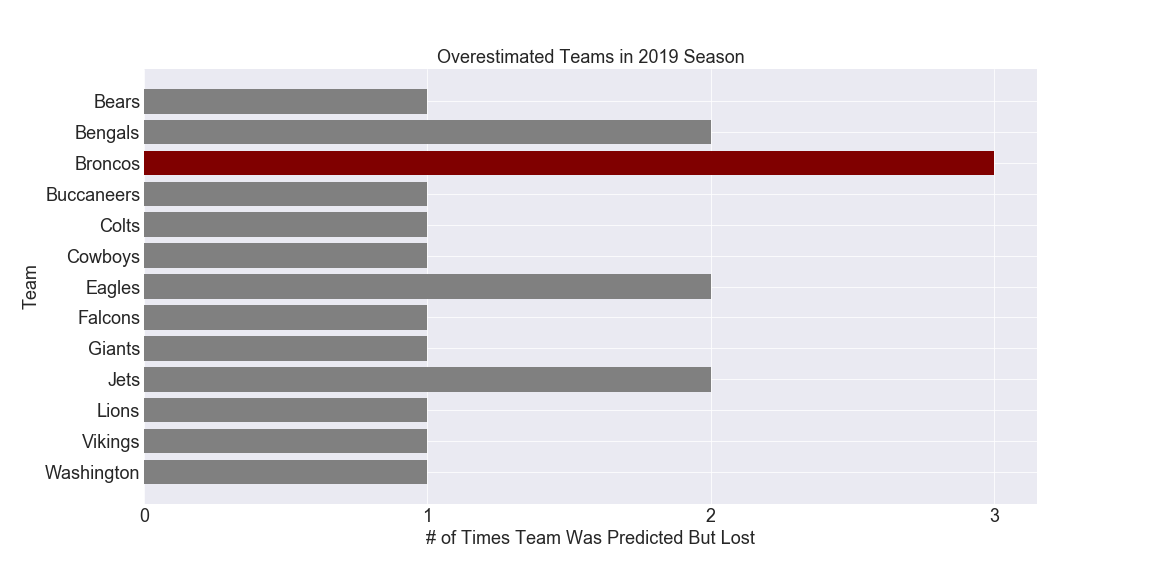 Overestimated Teams in 2019 Season
Team
Bears
Bengals
Broncos
Buccaneers
Colts
Cowboys
Eagles
Falcons
Giants
Jets
Lions
Vikings
Washington
0 1 2 3
# of Times Team Was Predicted But Lost